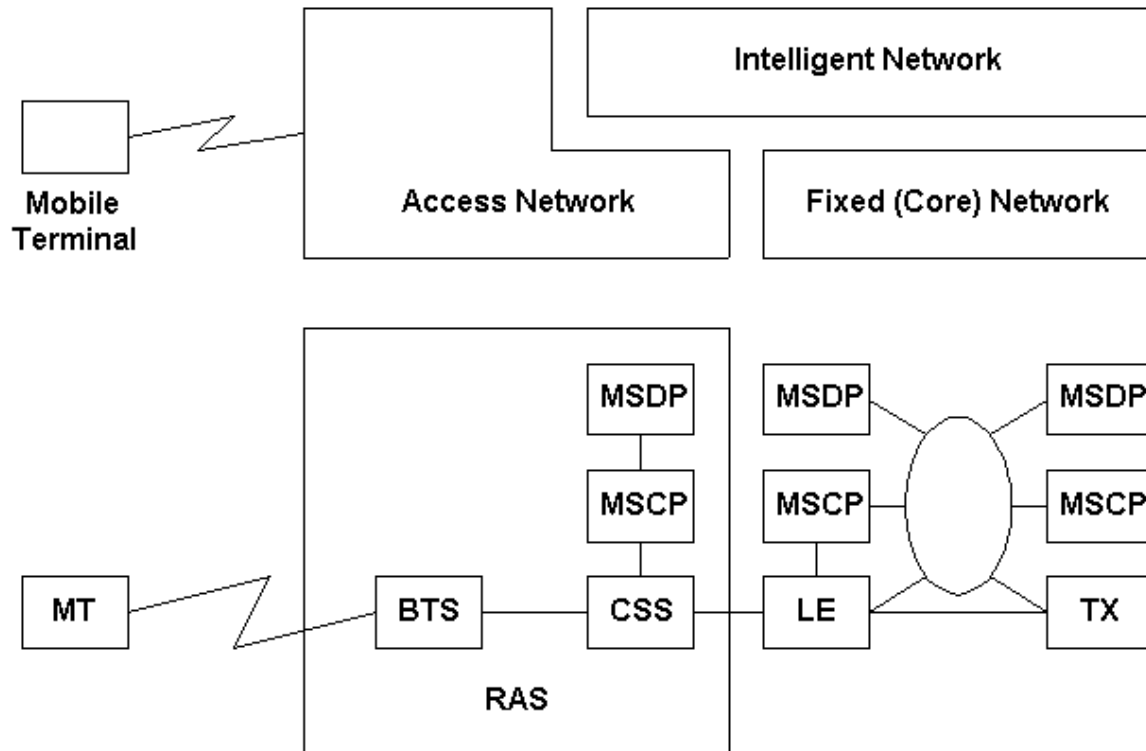 Intelligent Network
Mobile
Terminal
Access Network
Fixed (Core) Network
MSDP
MSDP
MSDP
MSCP
MSCP
MSCP
MT
BTS
CSS
LE
TX
RAS